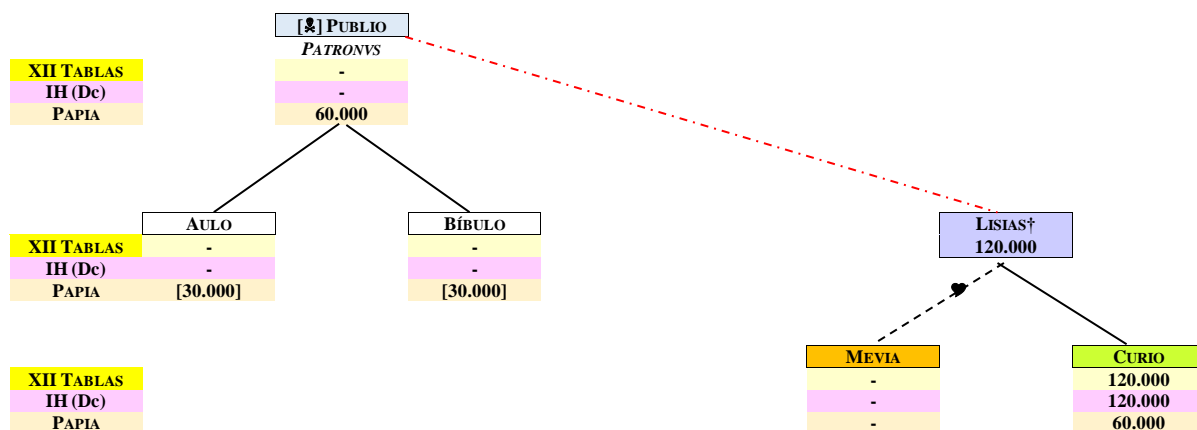 [☠] PUBLIO
PATRONVS
XII TABLAS -
IH (DC) -
PAPIA 60.000
AULO BÍBULO LISIAS†
XII TABLAS - - 120.000
IH (DC) - -
PAPIA [30.000] [30.000]
MEVIA CURIO
XII TABLAS - 120.000
IH (DC) - 120.000
PAPIA - 60.000